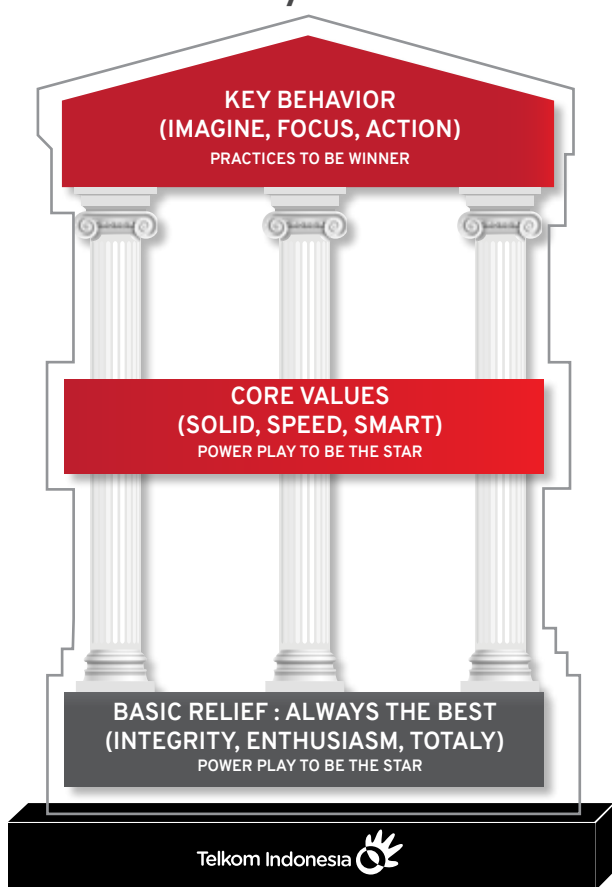 KEY BEHAVIOR
(IMAGINE, FOCUS, ACTION)
PRACTICES TO BE WINNER
CORE VALUES
(SOLID, SPEED, SMART)
POWER PLAY TO BE THE STAR
BASIC RELIEF : ALWAYS THE BEST
(INTEGRITY, ENTHUSIASM, TOTALY)
POWER PLAY TO BE THE STAR
Telkom Indonesia